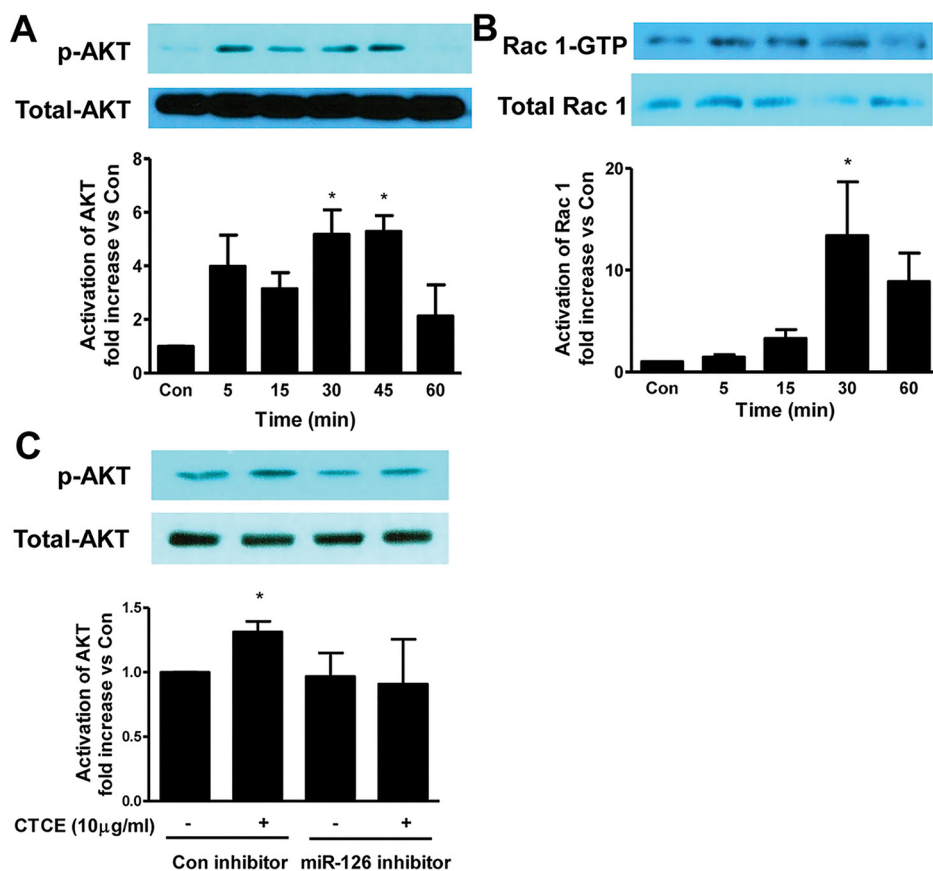 A
p-AKT
Total-AKT
Activation of AKT
fold increase vs Con
8
6
4
2
0
* *
Con 5 15 30 45 60
Time (min)
B
Rac 1-GTP
Total Rac 1
Activation of Rac 1
fold increase vs Con
20
10
0
*
Con 5 15 30 60
Time (min)
C
p-AKT
Total-AKT
Activation of AKT
fold increase vs Con
1.5
1.0
0.5
0.0
*
CTCE (10μg/ml) - + - +
Con inhibitor miR-126 inhibitor